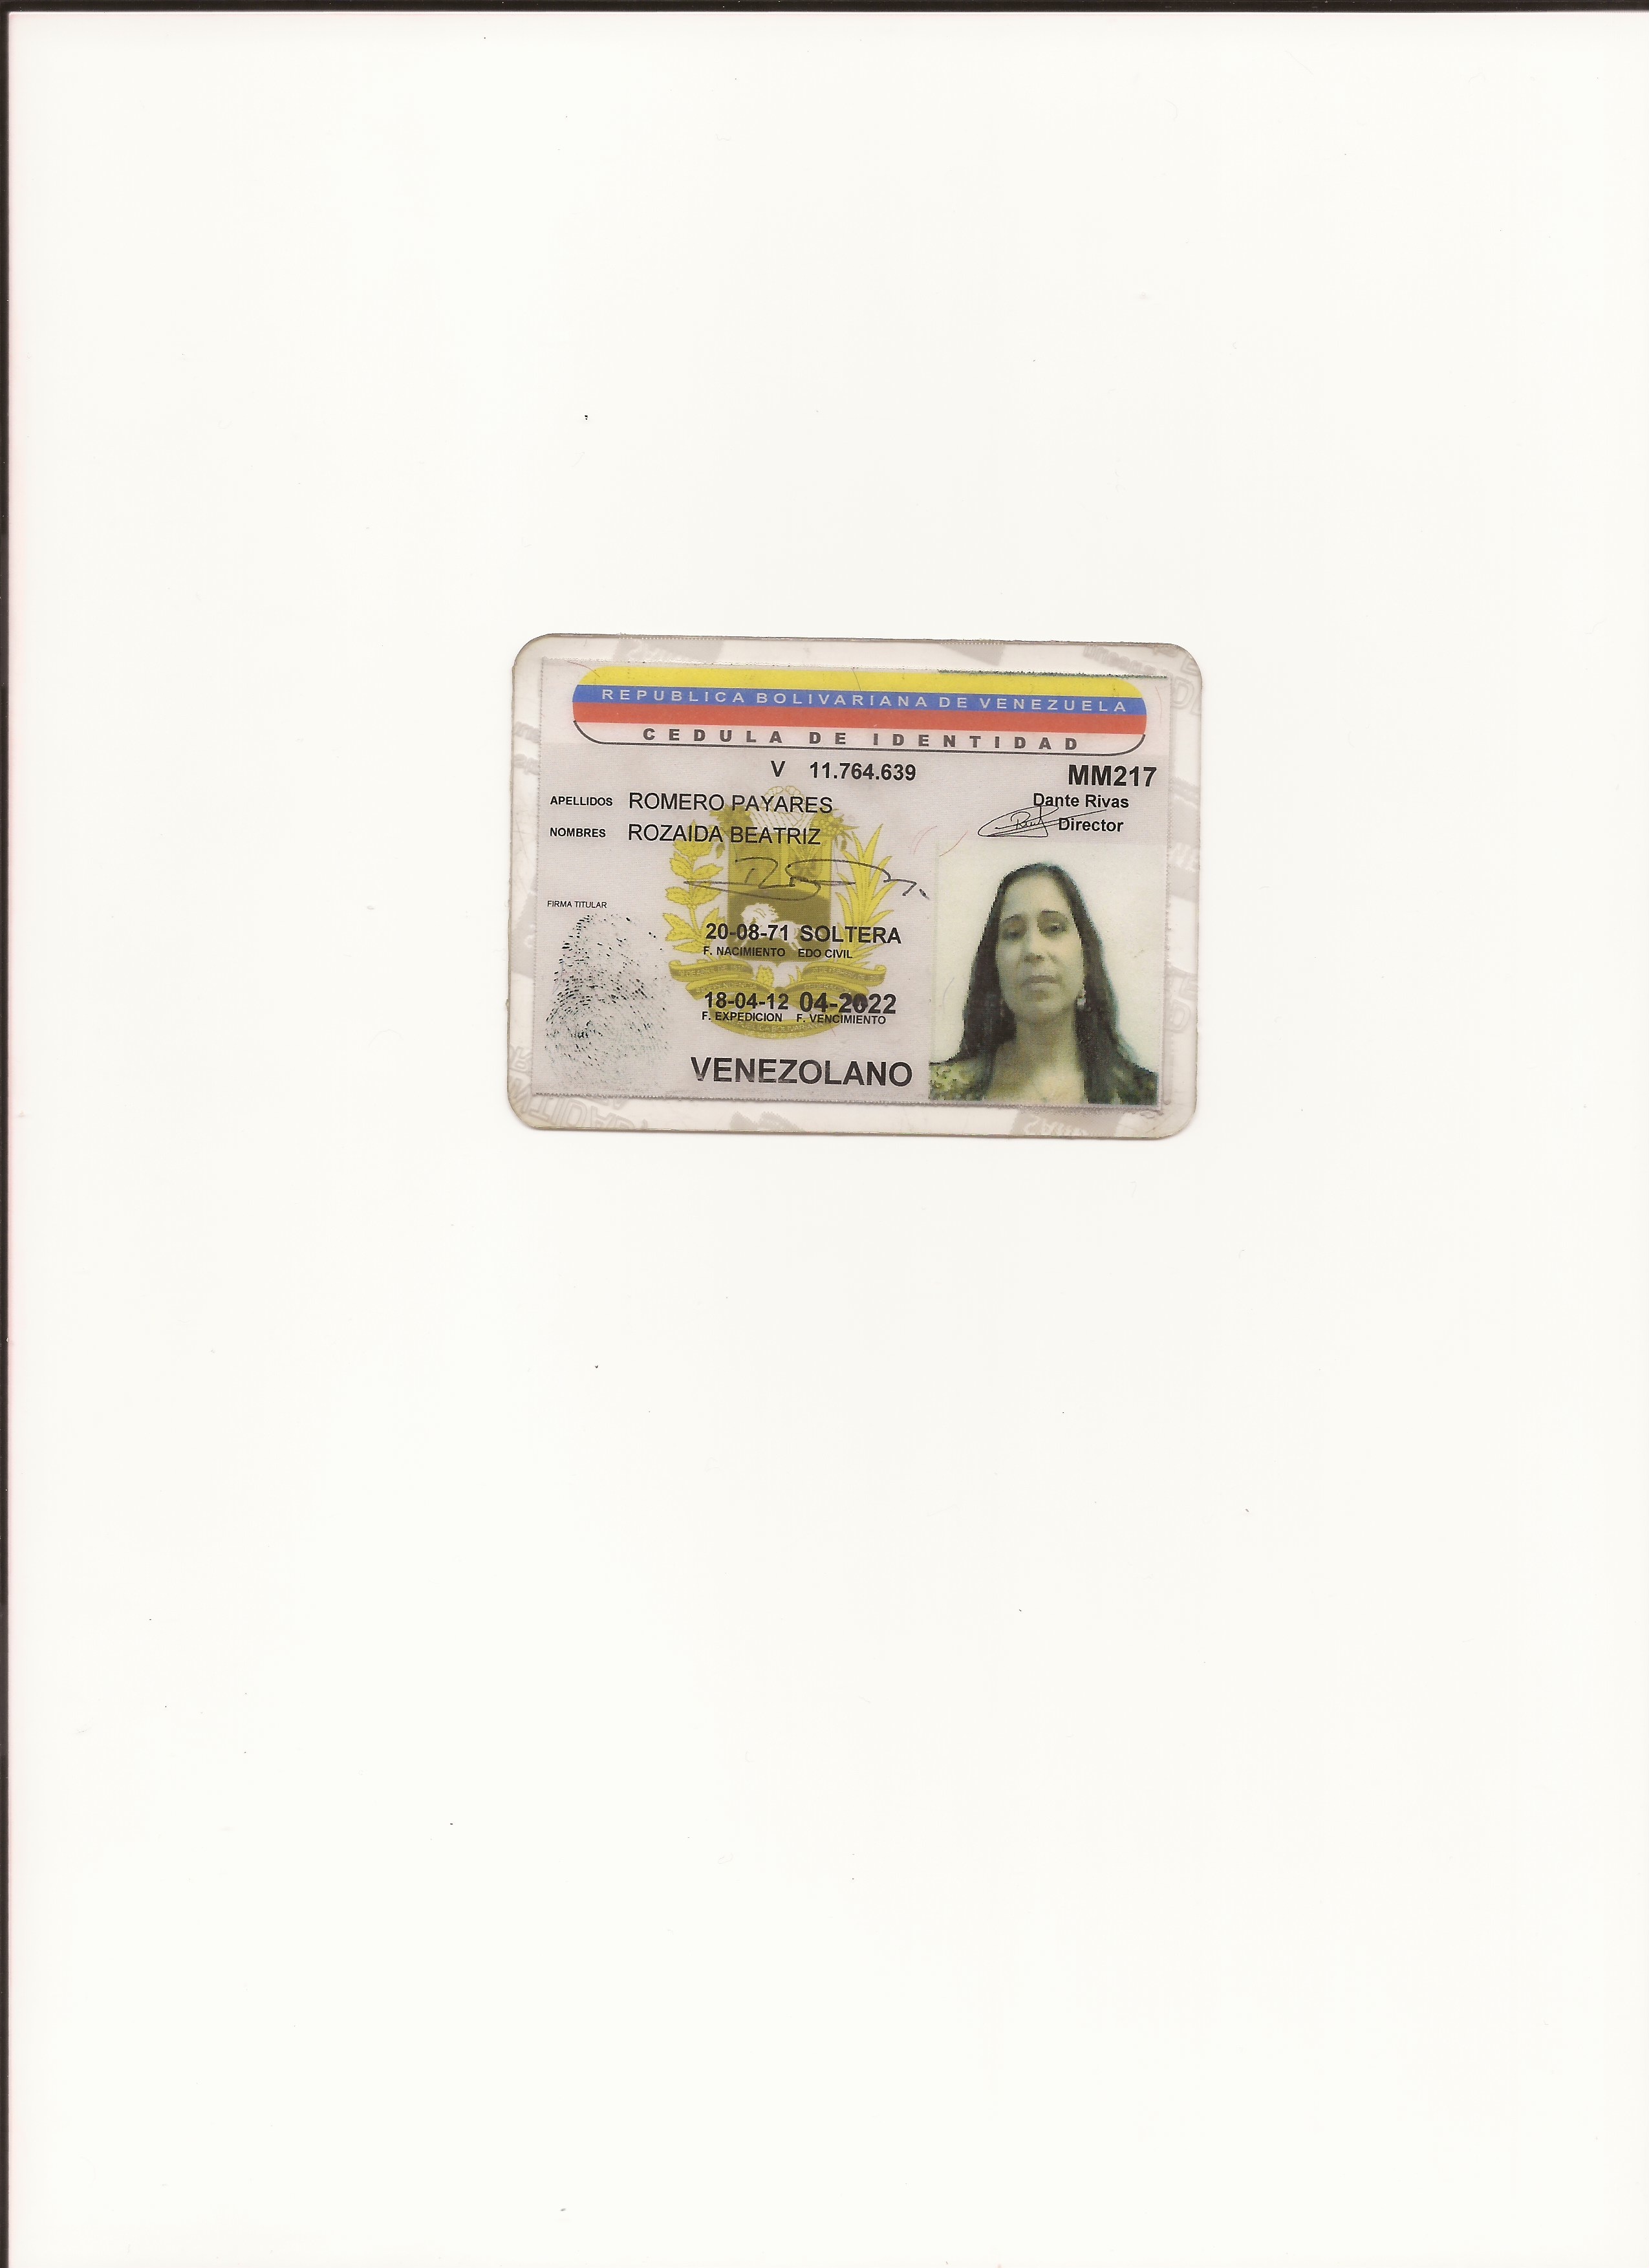 REPUBLICA BOLIVARIANA DE VENEZUELA
CEDULA DE IDENTIDAD
V 11.764.639 MM217
APELLIDOS ROMERO PAYARES Dante Rivas
NOMBRES ROZAIDA BEATRIZ Director
FIRMA TITULAR
20-08-71 SOLTERA
F. NACIMIENTO EDO CIVIL
18-04-12 04-2022
F. EXPEDICION F. VENCIMIENTO
VENEZOLANO